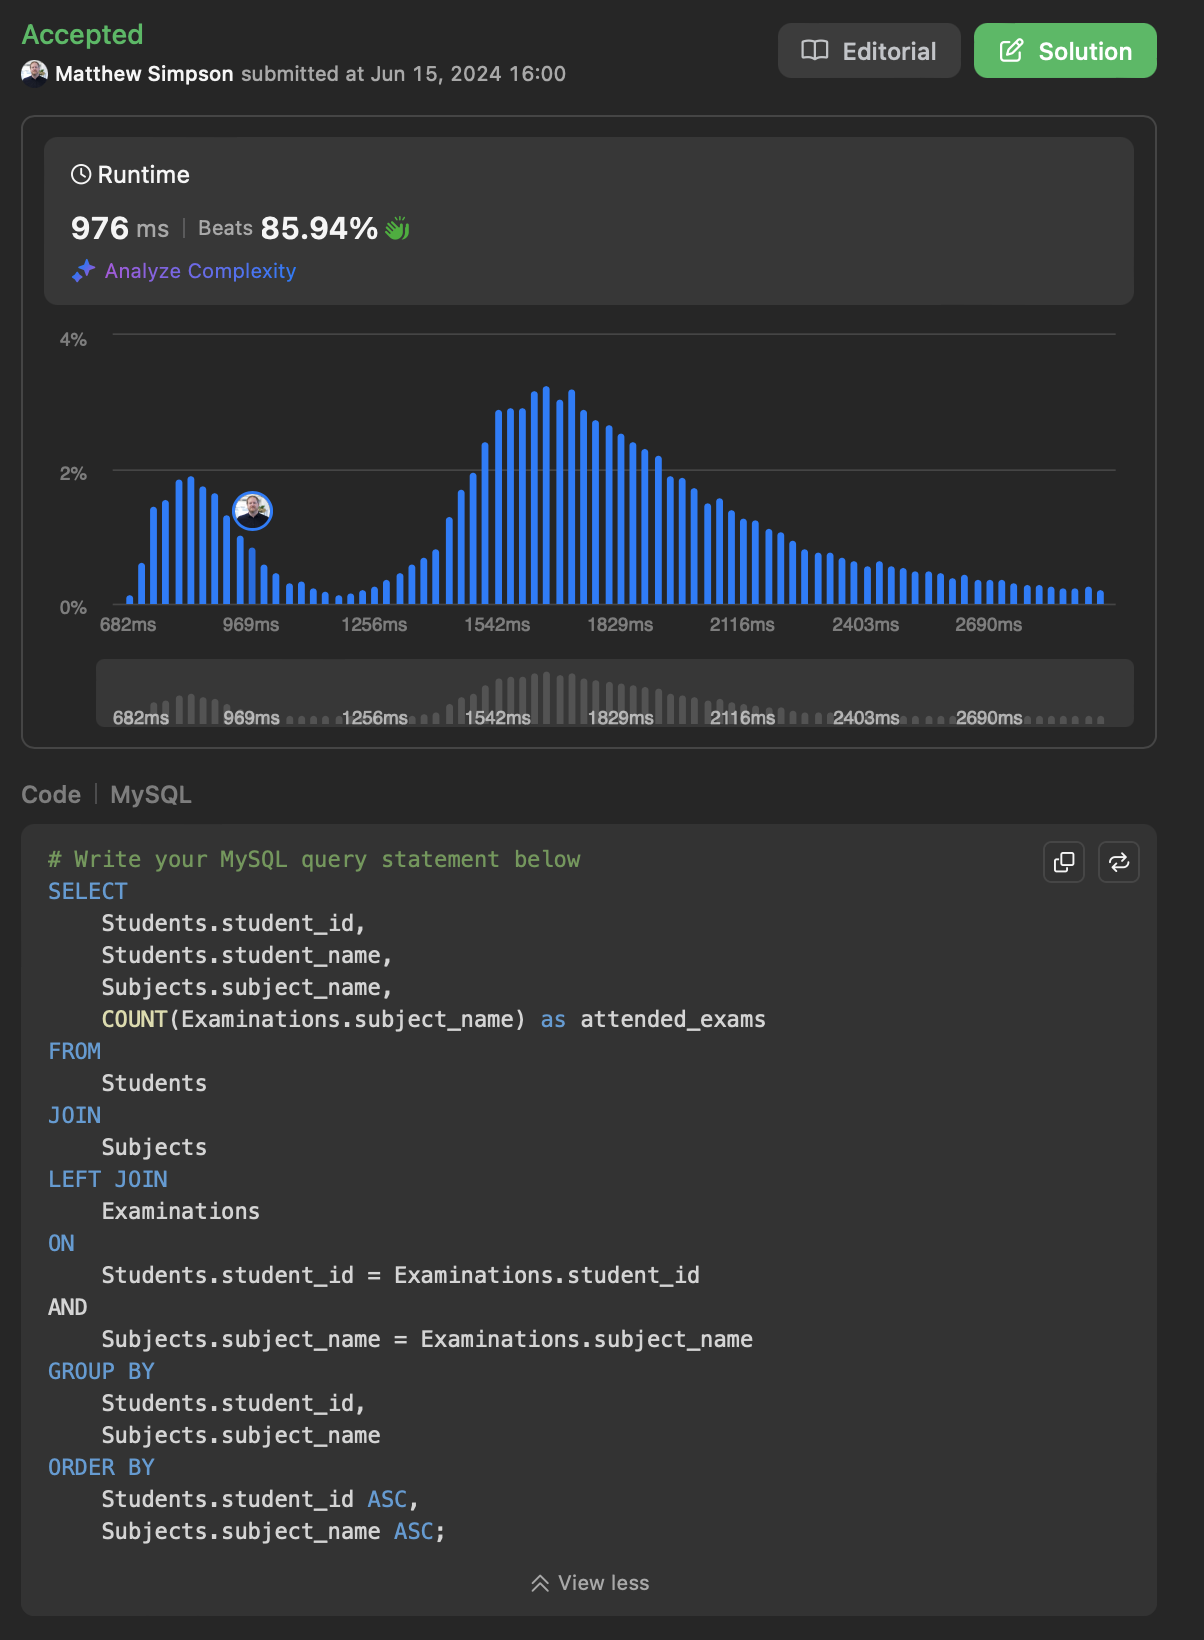 Accepted
Matthew Simpson submitted at Jun 15, 2024 16:00
Editorial
Solution
Runtime
976 ms | Beats 85.94%
Analyze Complexity
4%
2%
0%
682ms 969ms 1256ms 1542ms 1829ms 2116ms 2403ms 2690ms
682ms 969ms 1256ms 1542ms 1829ms 2116ms 2403ms 2690ms
Code | MySQL
# Write your MySQL query statement below
SELECT
    Students.student_id,
    Students.student_name,
    Subjects.subject_name,
    COUNT(Examinations.subject_name) as attended_exams
FROM
    Students
JOIN
    Subjects
LEFT JOIN
    Examinations
ON
    Students.student_id = Examinations.student_id
AND
    Subjects.subject_name = Examinations.subject_name
GROUP BY
    Students.student_id,
    Subjects.subject_name
ORDER BY
    Students.student_id ASC,
    Subjects.subject_name ASC;
View less